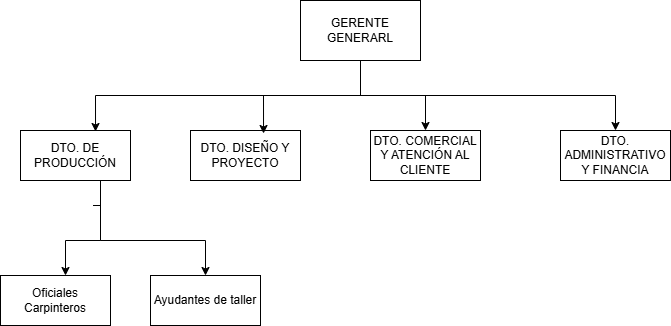 GERENTE
GENERARL
DTO. DE
PRODUCCIÓN
DTO. DISEÑO Y
PROYECTO
DTO. COMERCIAL
Y ATENCIÓN AL
CLIENTE
DTO.
ADMINISTRATIVO
Y FINANCIA
Oficiales
Carpinteros
Ayudantes de taller